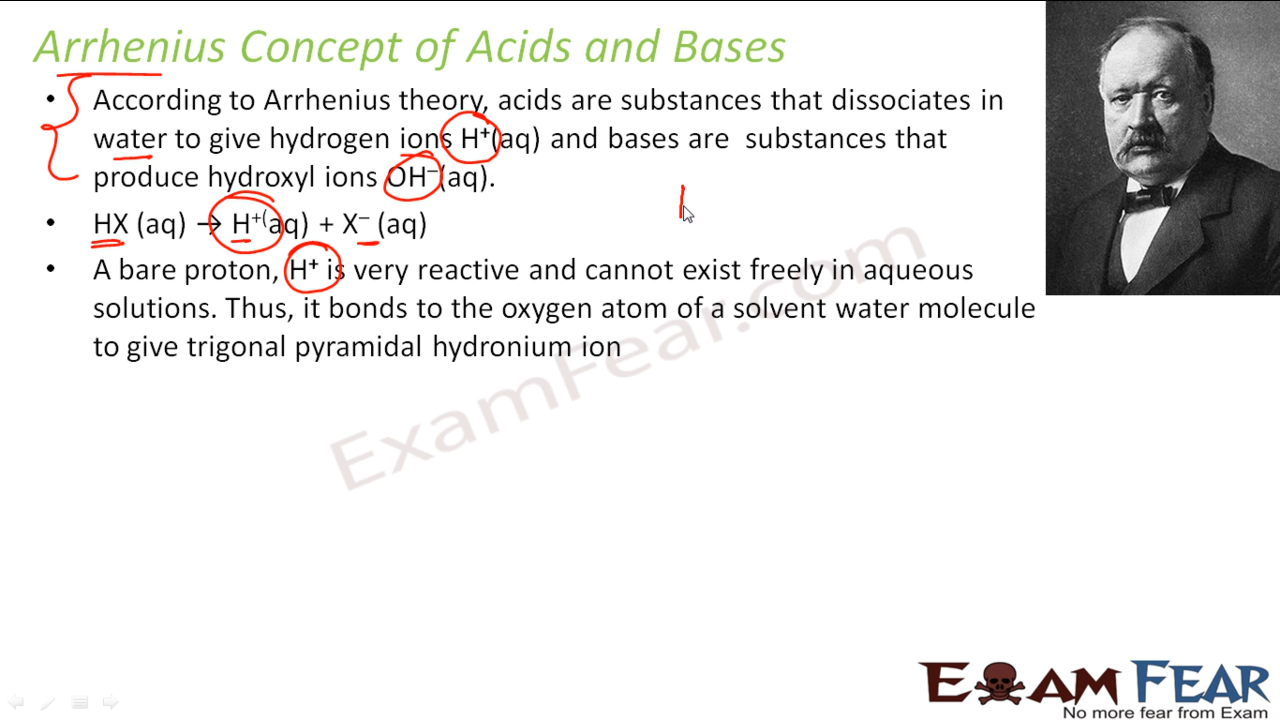 Arrhenius Concept of Acids and Bases
• According to Arrhenius theory, acids are substances that dissociates in
water to give hydrogen ions H⁺(aq) and bases are substances that
produce hydroxyl ions OH⁻(aq).
• HX (aq) → H⁺⁽aq) + X⁻ (aq)
• A bare proton, H⁺ is very reactive and cannot exist freely in aqueous
solutions. Thus, it bonds to the oxygen atom of a solvent water molecule
to give trigonal pyramidal hydronium ion
ExamFear.com
EXAM FEAR
No more fear from Exam